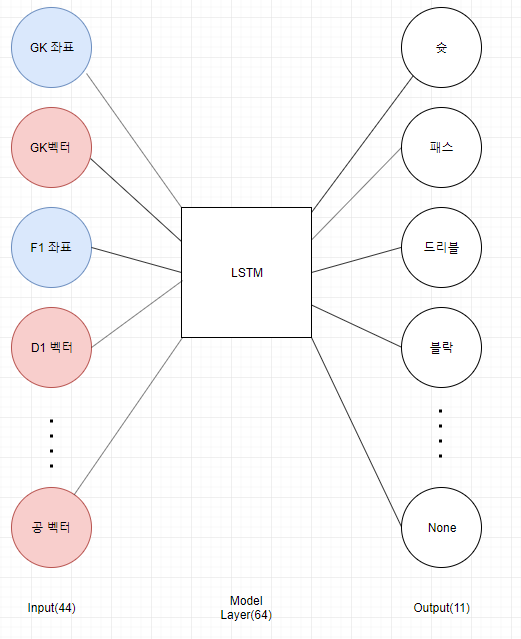 GK 좌표
GK벡터
F1 좌표
D1 벡터
공 벡터
LSTM
슛
패스
드리블
블락
None
Input(44)
Model
Layer(64)
Output(11)